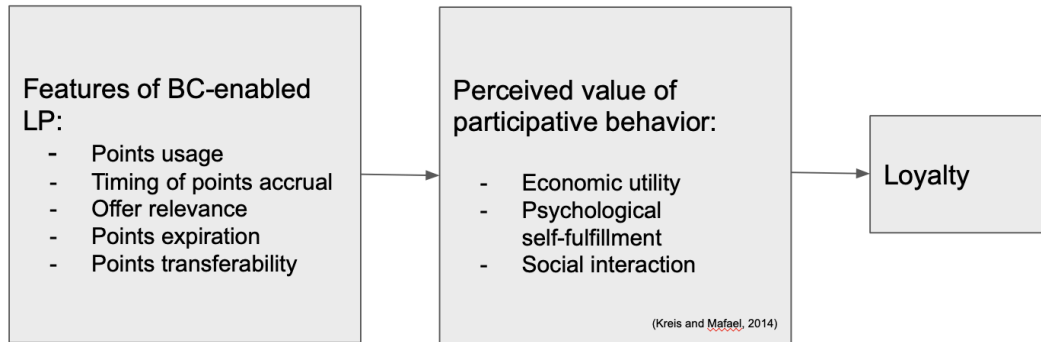 Features of BC-enabled
LP:
- Points usage
- Timing of points accrual
- Offer relevance
- Points expiration
- Points transferability
Perceived value of
participative behavior:
- Economic utility
- Psychological
self-fulfillment
- Social interaction
(Kreis and Mafael, 2014)
Loyalty